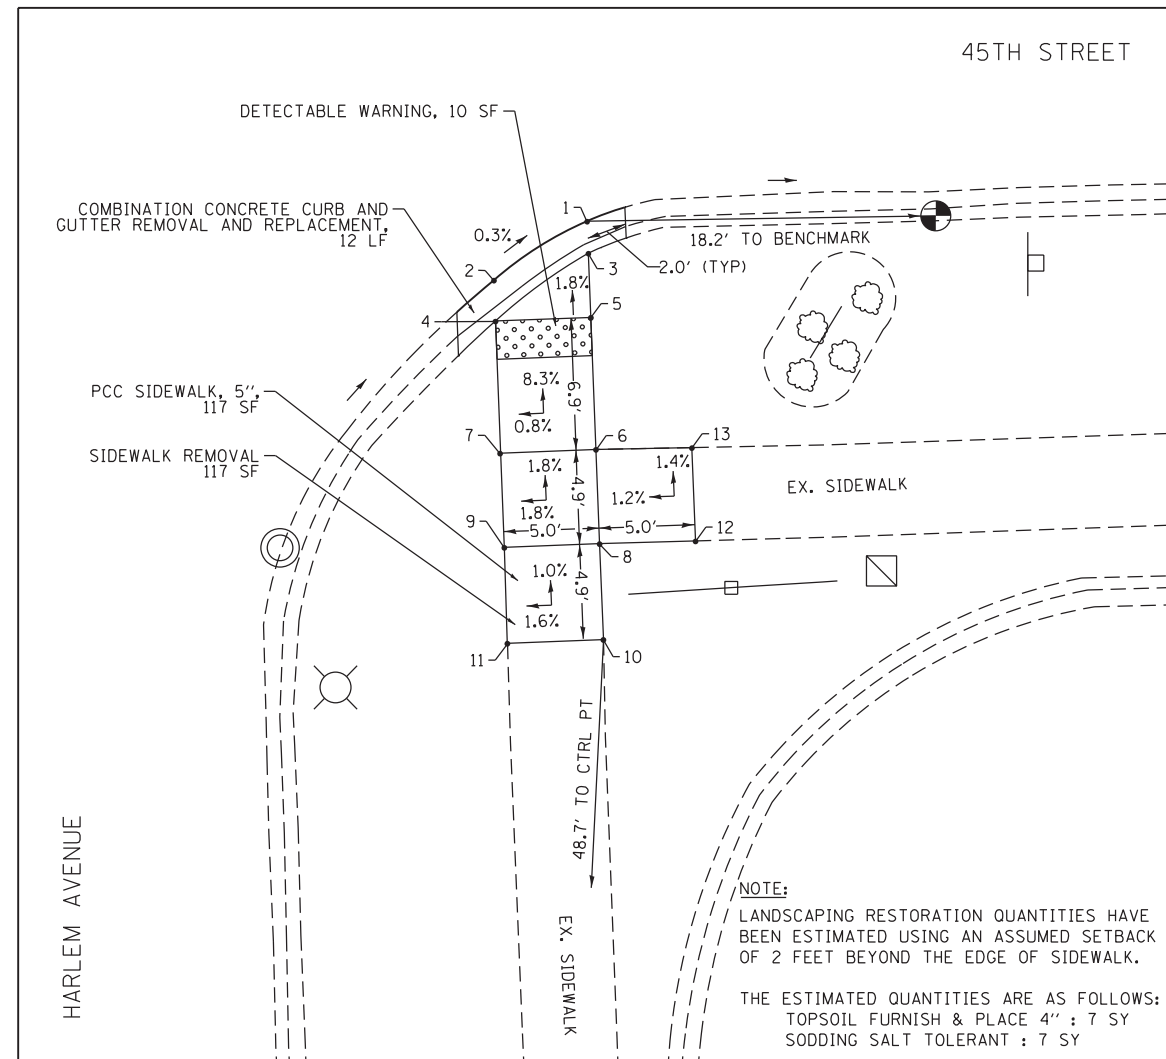 45TH STREET
DETECTABLE WARNING, 10 SF
COMBINATION CONCRETE CURB AND
GUTTER REMOVAL AND REPLACEMENT,
12 LF
1
0.3%
18.2' TO BENCHMARK
2.0' (TYP)
2
3
1.8%
4
5
PCC SIDEWALK, 5'',
117 SF
8.3%
6.9'
0.8%
SIDEWALK REMOVAL
117 SF
7
6
13
1.8%
4.9'
1.4%
1.8%
1.2%
EX. SIDEWALK
9
5.0'
5.0'
12
8
1.0%
4.9'
1.6%
11
10
48.7' TO CTRL PT
HARLEM AVENUE
EX. SIDEWALK
NOTE:
LANDSCAPING RESTORATION QUANTITIES HAVE
BEEN ESTIMATED USING AN ASSUMED SETBACK
OF 2 FEET BEYOND THE EDGE OF SIDEWALK.
THE ESTIMATED QUANTITIES ARE AS FOLLOWS:
TOPSOIL FURNISH & PLACE 4'' : 7 SY
SODDING SALT TOLERANT : 7 SY